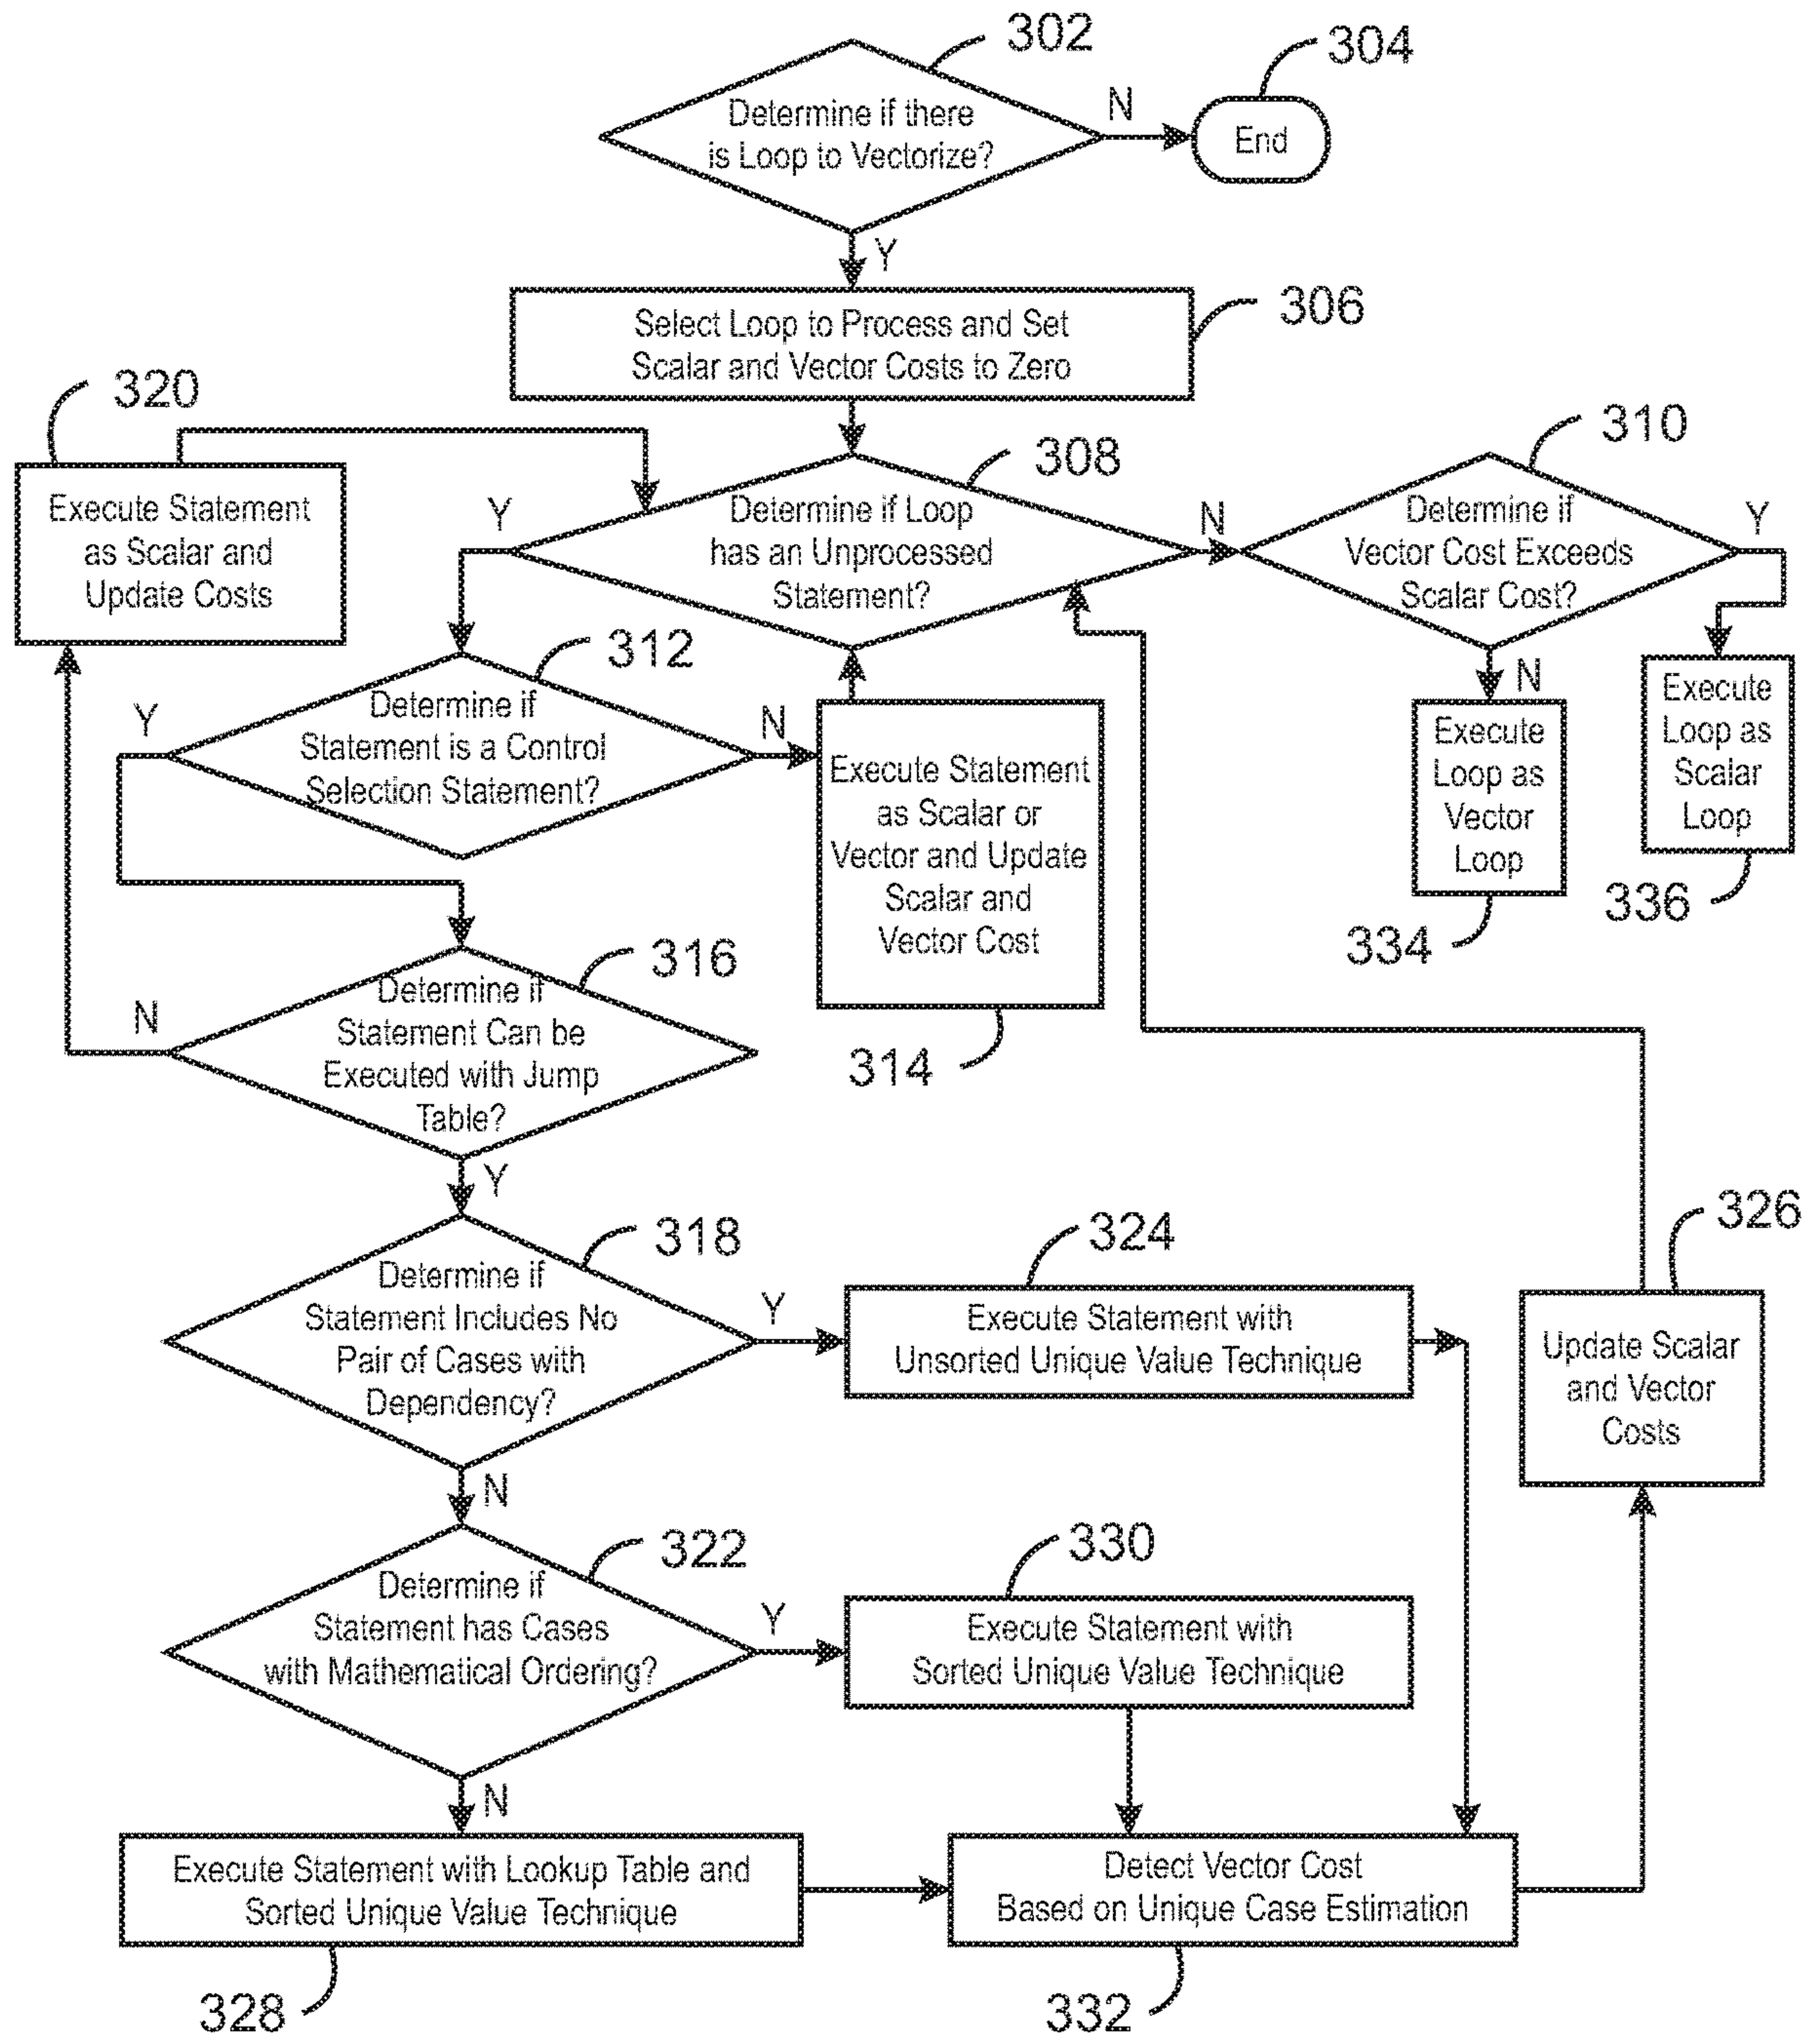 302
304
Determine if there
is Loop to Vectorize?
N
End
Y
306
Select Loop to Process and Set
Scalar and Vector Costs to Zero
320
Execute Statement
as Scalar and
Update Costs
308
Y
Determine if Loop
has an Unprocessed
Statement?
N
310
Determine if
Vector Cost Exceeds
Scalar Cost?
Y
N
312
Y
Determine if
Statement is a Control
Selection Statement?
N
Execute Statement
as Scalar or
Vector and Update
Scalar and
Vector Cost
314
Execute
Loop as
Vector
Loop
334
Execute
Loop as
Scalar
Loop
336
316
N
Determine if
Statement Can be
Executed with Jump
Table?
Y
318
Determine if
Statement Includes No
Pair of Cases with
Dependency?
Y
324
Execute Statement with
Unsorted Unique Value Technique
326
Update Scalar
and Vector
Costs
N
322
Determine if
Statement has Cases
with Mathematical Ordering?
Y
330
Execute Statement with
Sorted Unique Value Technique
N
Execute Statement with Lookup Table and
Sorted Unique Value Technique
328
Detect Vector Cost
Based on Unique Case Estimation
332